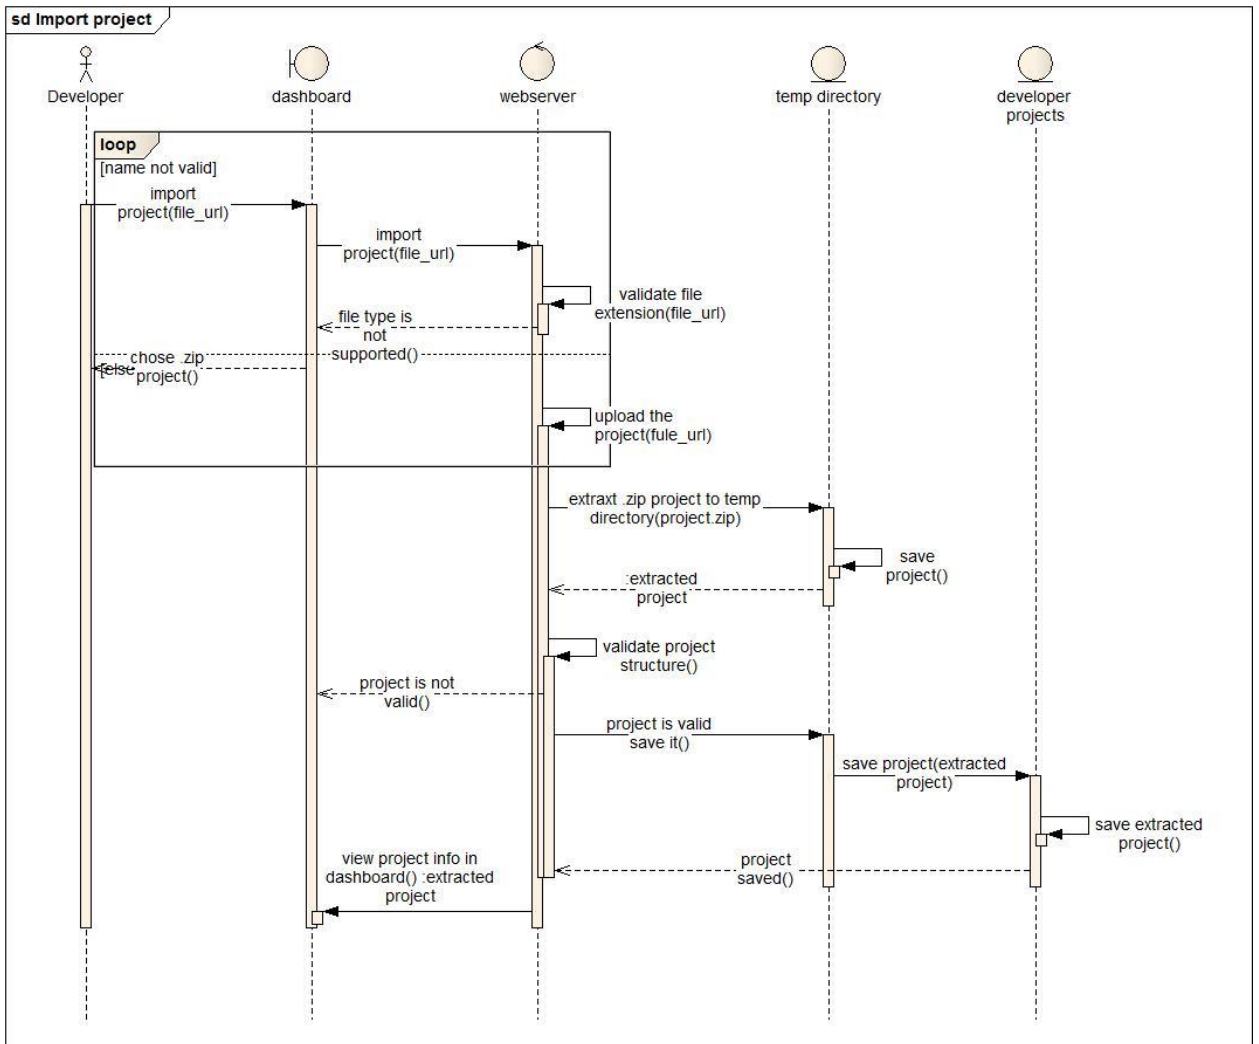 sd Import project
Developer
dashboard
webserver
temp directory
developer
projects
loop
[name not valid]
import
project(file_url)
import
project(file_url)
validate file
extension(file_url)
file type is
not
supported()
chose .zip
project()
[else
upload the
project(fule_url)
extraxt .zip project to temp
directory(project.zip)
save
project()
:extracted
project
validate project
structure()
project is not
valid()
project is valid
save it()
save project(extracted
project)
save extracted
project()
project
saved()
view project info in
dashboard() :extracted
project